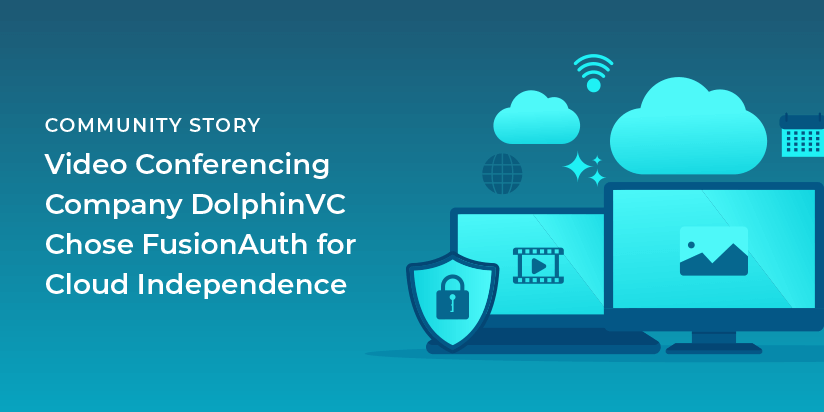 COMMUNITY STORY
Video Conferencing
Company DolphinVC
Chose FusionAuth for
Cloud Independence